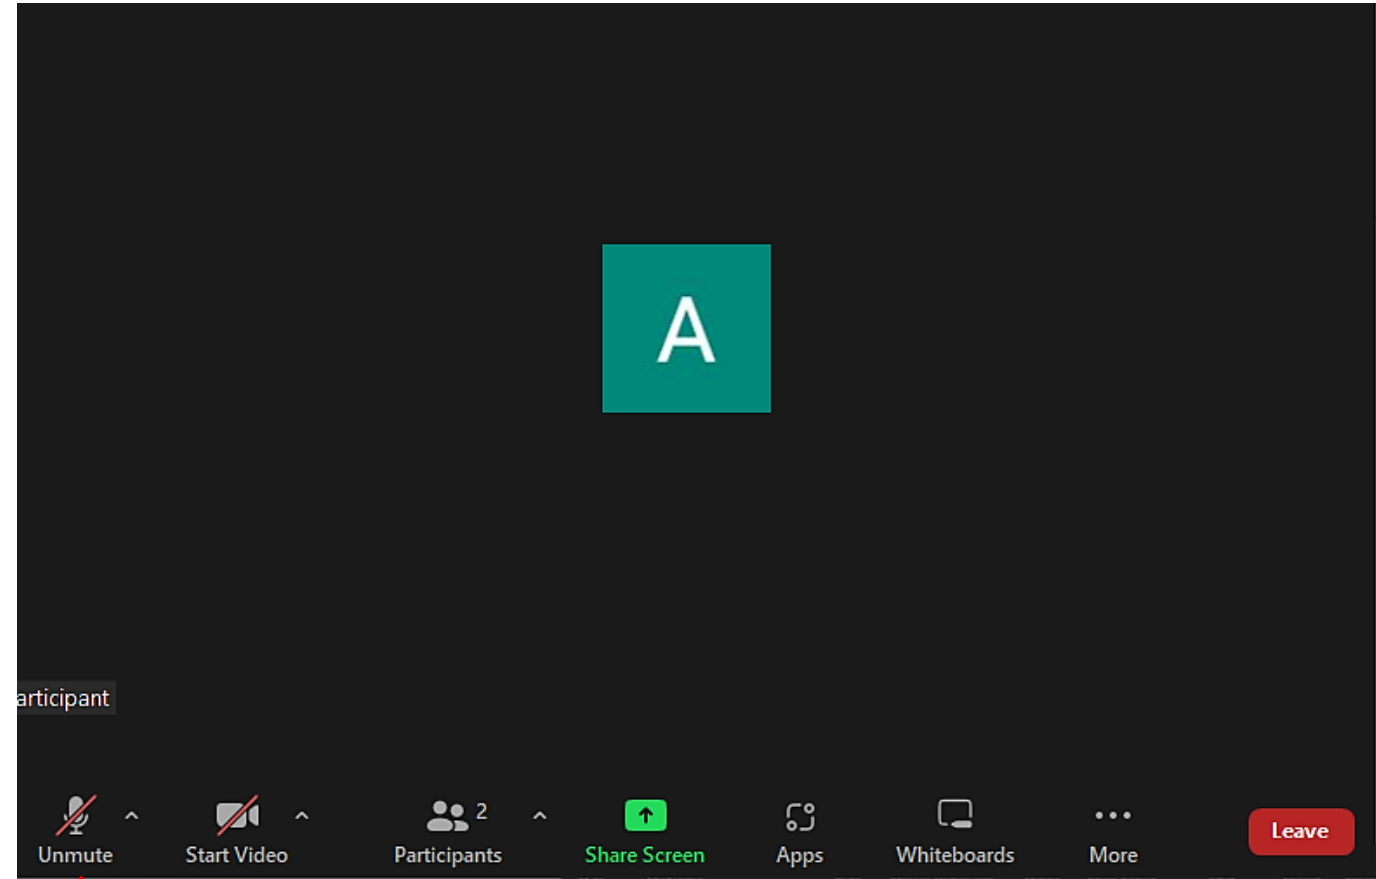 A
articipant
2
Unmute
Start Video
Participants
Share Screen
Apps
Whiteboards
More
Leave